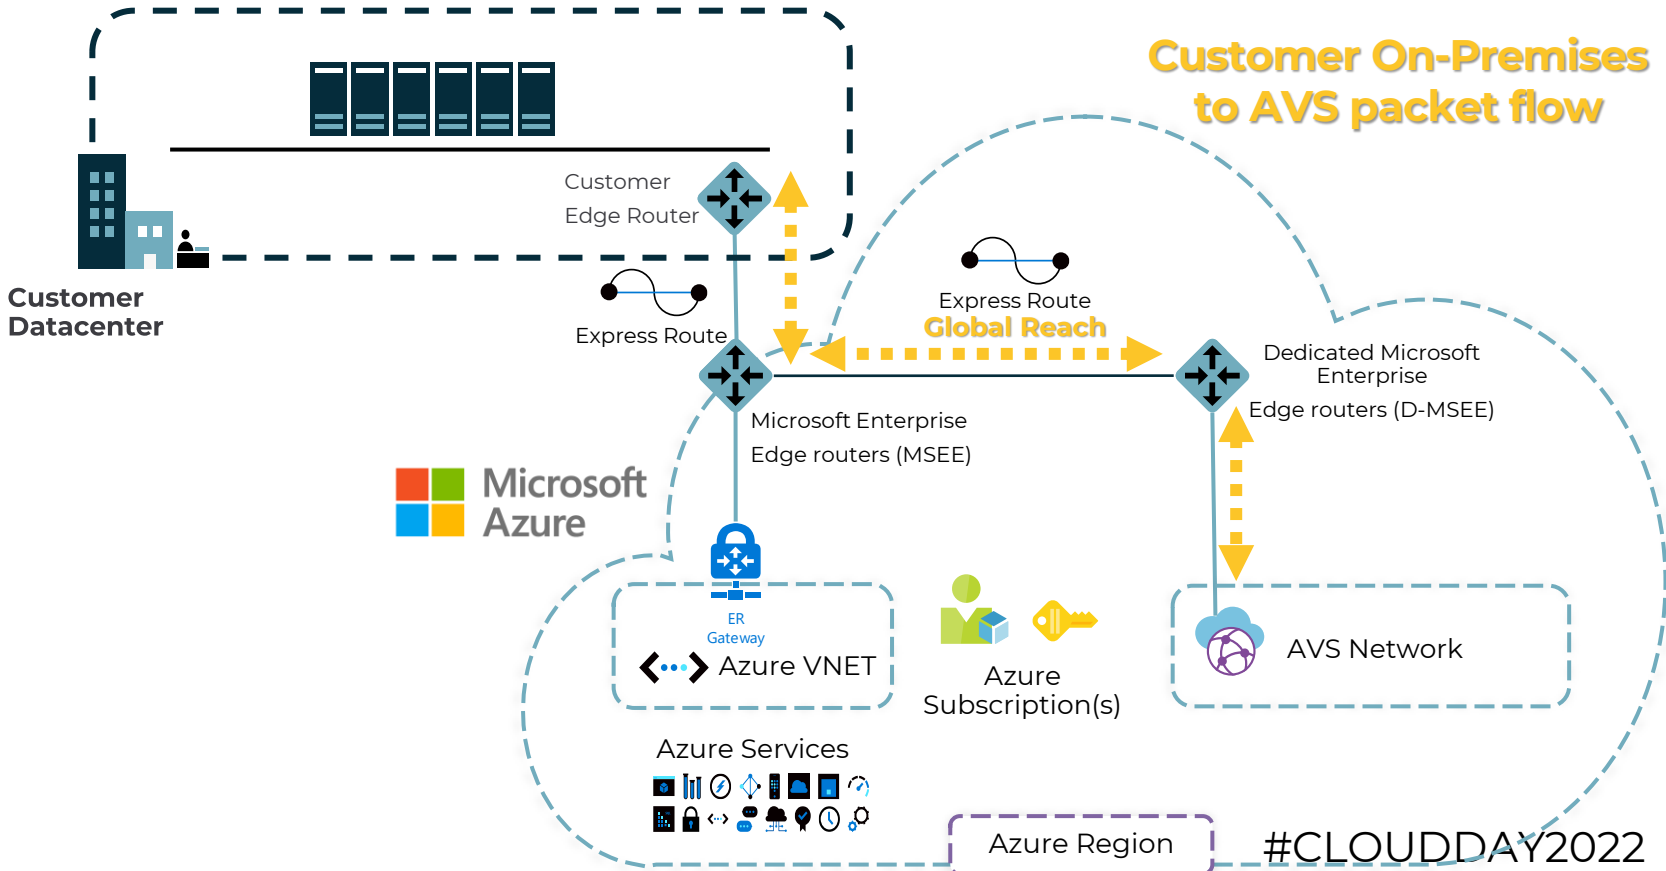 Customer On-Premises
to AVS packet flow
Customer
Edge Router
Customer
Datacenter
Express Route
Express Route
Global Reach
Dedicated Microsoft
Enterprise
Edge routers (D-MSEE)
Microsoft Enterprise
Edge routers (MSEE)
Microsoft
Azure
ER
Gateway
Azure VNET
Azure
Subscription(s)
AVS Network
Azure Services
Azure Region
#CLOUDDAY2022